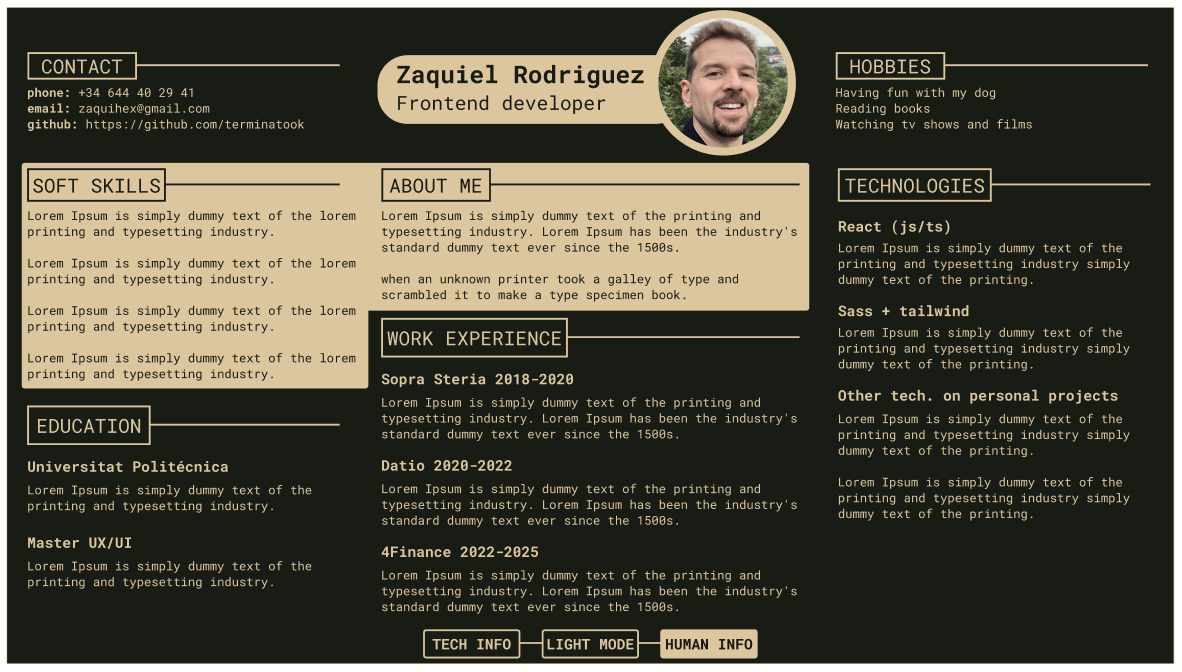 CONTACT
phone: +34 644 40 29 41
email: zaquihex@gmail.com
github: https://github.com/terminatook
Zaquiel Rodriguez
Frontend developer
HOBBIES
Having fun with my dog
Reading books
Watching tv shows and films
SOFT SKILLS
Lorem Ipsum is simply dummy text of the lorem
printing and typesetting industry.
Lorem Ipsum is simply dummy text of the lorem
printing and typesetting industry.
Lorem Ipsum is simply dummy text of the lorem
printing and typesetting industry.
Lorem Ipsum is simply dummy text of the lorem
printing and typesetting industry.
EDUCATION
Universitat Politécnica
Lorem Ipsum is simply dummy text of the
printing and typesetting industry.
Master UX/UI
Lorem Ipsum is simply dummy text of the
printing and typesetting industry.
ABOUT ME
Lorem Ipsum is simply dummy text of the printing and
typesetting industry. Lorem Ipsum has been the industry's
standard dummy text ever since the 1500s.
when an unknown printer took a galley of type and
scrambled it to make a type specimen book.
WORK EXPERIENCE
Sopra Steria 2018-2020
Lorem Ipsum is simply dummy text of the printing and
typesetting industry. Lorem Ipsum has been the industry's
standard dummy text ever since the 1500s.
Datio 2020-2022
Lorem Ipsum is simply dummy text of the printing and
typesetting industry. Lorem Ipsum has been the industry's
standard dummy text ever since the 1500s.
4Finance 2022-2025
Lorem Ipsum is simply dummy text of the printing and
typesetting industry. Lorem Ipsum has been the industry's
standard dummy text ever since the 1500s.
TECHNOLOGIES
React (js/ts)
Lorem Ipsum is simply dummy text of the
printing and typesetting industry simply
dummy text of the printing.
Sass + tailwind
Lorem Ipsum is simply dummy text of the
printing and typesetting industry simply
dummy text of the printing.
Other tech. on personal projects
Lorem Ipsum is simply dummy text of the
printing and typesetting industry simply
dummy text of the printing.
Lorem Ipsum is simply dummy text of the
printing and typesetting industry simply
dummy text of the printing.
TECH INFO
LIGHT MODE
HUMAN INFO